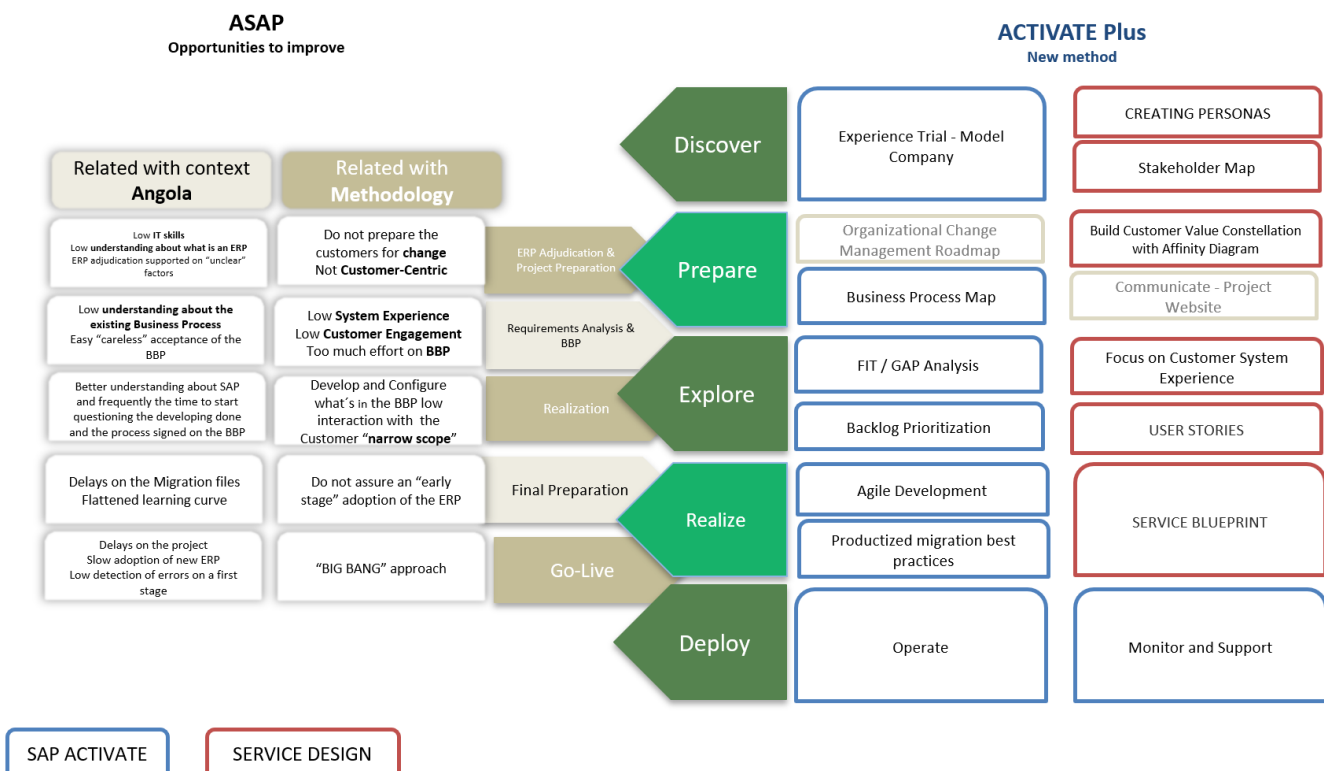 ASAP
Opportunities to improve
ACTIVATE Plus
New method
Related with context
Angola
Related with
Methodology
Low IT skills
Low understanding about what is an ERP
ERP adjudication supported on "unclear"
factors
Do not prepare the
customers for change
Not Customer-Centric
ERP Adjudication &
Project Preparation
Low understanding about the
existing Business Process
Easy “careless” acceptance of the
BBP
Low System Experience
Low Customer Engagement
Too much effort on BBP
Requirements Analysis &
BBP
Better understanding about SAP
and frequently the time to start
questioning the developing done
and the process signed on the BBP
Develop and Configure
what´s in the BBP low
interaction with the
Customer “narrow scope”
Realization
Delays on the Migration files
Flattened learning curve
Do not assure an “early
stage” adoption of the ERP
Final Preparation
Delays on the project
Slow adoption of new ERP
Low detection of errors on a first
stage
“BIG BANG” approach
Go-Live
Discover
Experience Trial - Model
Company
CREATING PERSONAS
Stakeholder Map
Prepare
Organizational Change
Management Roadmap
Business Process Map
Build Customer Value Constellation
with Affinity Diagram
Communicate - Project
Website
Explore
FIT / GAP Analysis
Backlog Prioritization
Focus on Customer System
Experience
USER STORIES
Realize
Agile Development
Productized migration best
practices
SERVICE BLUEPRINT
Deploy
Operate
Monitor and Support
SAP ACTIVATE
SERVICE DESIGN